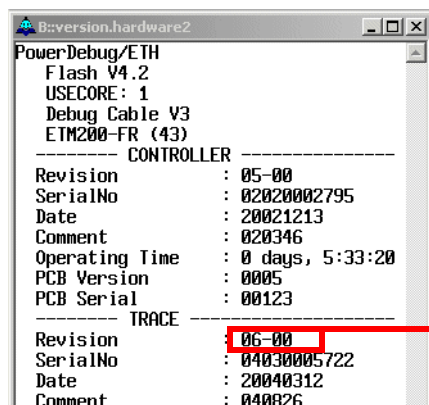 B::version.hardware2
PowerDebug/ETH
Flash V4.2
USECORE: 1
Debug Cable V3
ETM200-FR (43)
-------- CONTROLLER ---------------
Revision : 05-00
SerialNo : 02020002795
Date : 20021213
Comment : 020346
Operating Time : 0 days, 5:33:20
PCB Version : 0005
PCB Serial : 00123
-------- TRACE --------------------
Revision : 06-00
SerialNo : 04030005722
Date : 20040312
Comment : 040826